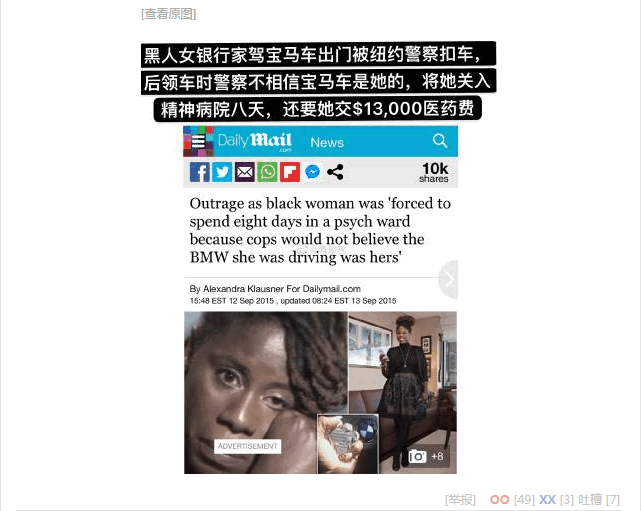 [查看原图]
黑人女银行家驾宝马车出门被纽约警察扣车，
后领车时警察不相信宝马车是她的，将她关入
精神病院八天，还要她交$13,000医药费
Daily Mail .com News
10k
shares
Outrage as black woman was 'forced to
spend eight days in a psych ward
because cops would not believe the
BMW she was driving was hers'
By Alexandra Klausner For Dailymail.com
15:48 EST 12 Sep 2015 , updated 08:24 EST 13 Sep 2015
ADVERTISEMENT
+8
[举报] OO [49] XX [3] 吐槽 [7]